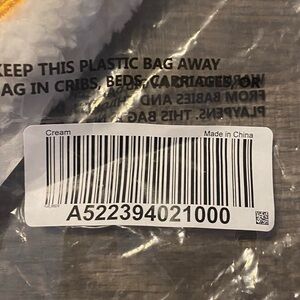 KEEP THIS PLASTIC BAG AWAY
AG IN CRIBS, BEDS, CARRIAGES, OR
FROM BABIES AND
PLAYPENS. THIS BAG
Cream
Made in China
A522394021000